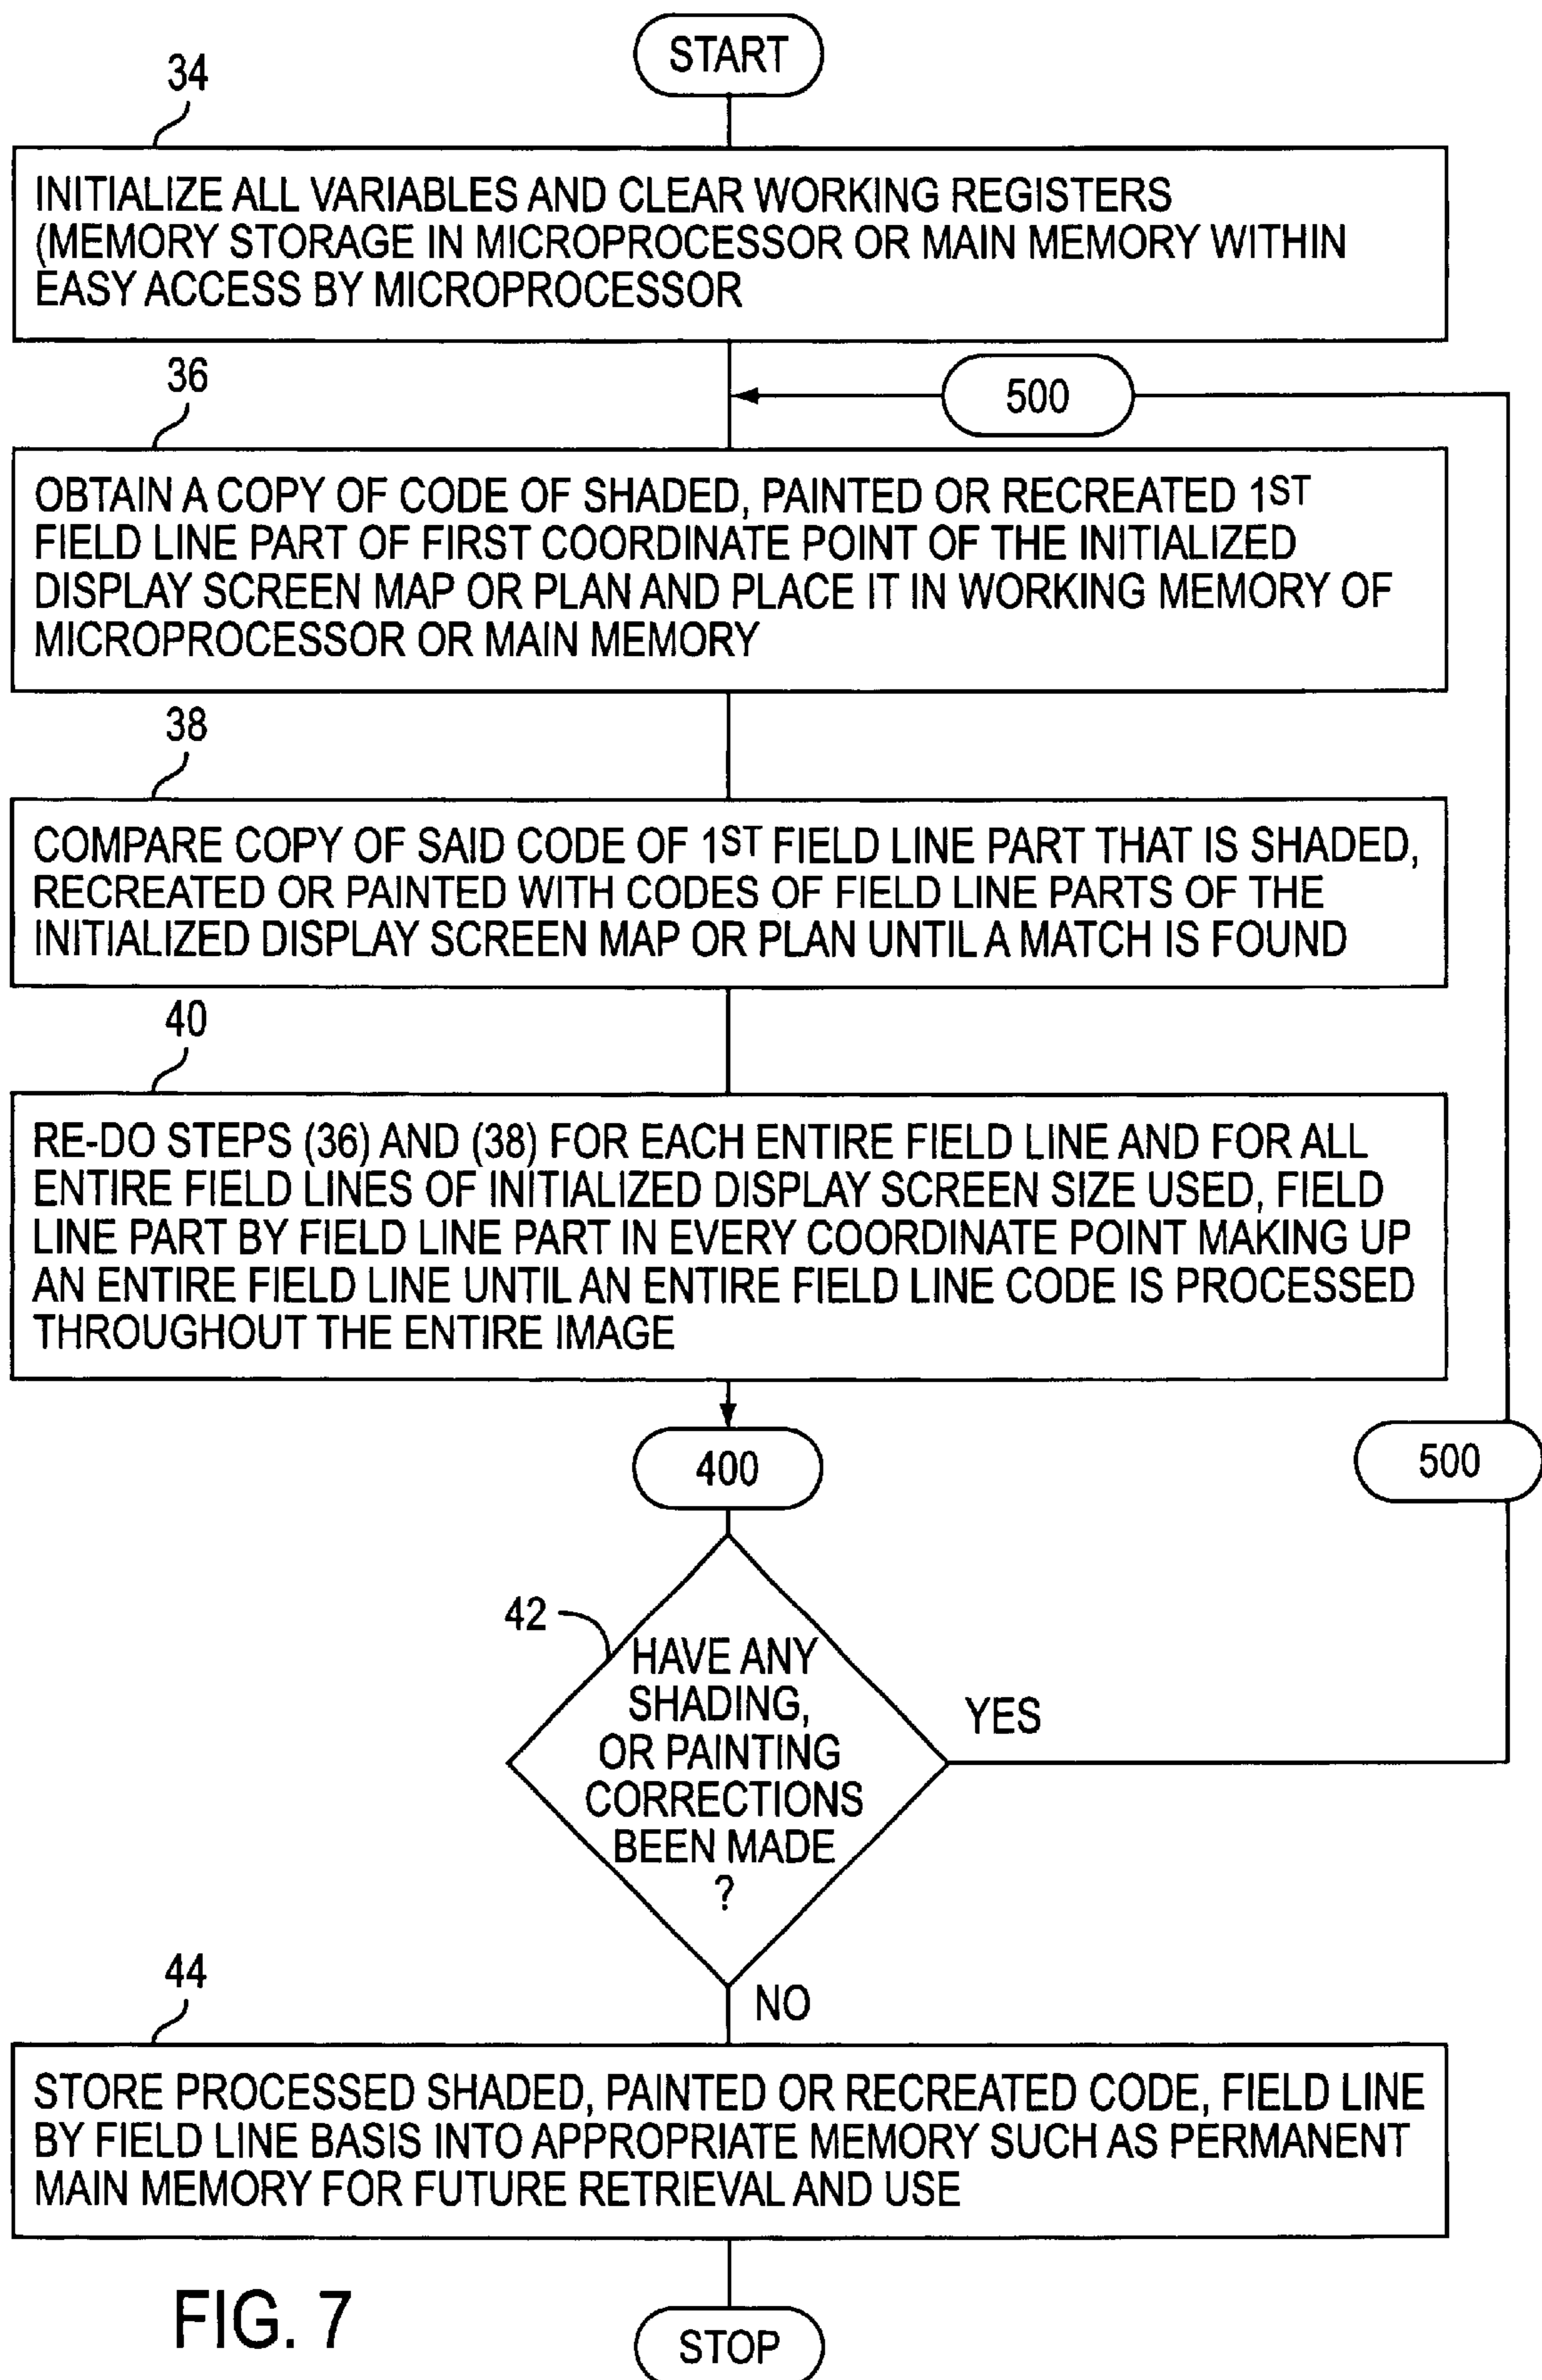 START
34
INITIALIZE ALL VARIABLES AND CLEAR WORKING REGISTERS
(MEMORY STORAGE IN MICROPROCESSOR OR MAIN MEMORY WITHIN
EASY ACCESS BY MICROPROCESSOR
36
500
OBTAIN A COPY OF CODE OF SHADED, PAINTED OR RECREATED 1ST
FIELD LINE PART OF FIRST COORDINATE POINT OF THE INITIALIZED
DISPLAY SCREEN MAP OR PLAN AND PLACE IT IN WORKING MEMORY OF
MICROPROCESSOR OR MAIN MEMORY
38
COMPARE COPY OF SAID CODE OF 1ST FIELD LINE PART THAT IS SHADED,
RECREATED OR PAINTED WITH CODES OF FIELD LINE PARTS OF THE
INITIALIZED DISPLAY SCREEN MAP OR PLAN UNTIL A MATCH IS FOUND
40
RE-DO STEPS (36) AND (38) FOR EACH ENTIRE FIELD LINE AND FOR ALL
ENTIRE FIELD LINES OF INITIALIZED DISPLAY SCREEN SIZE USED, FIELD
LINE PART BY FIELD LINE PART IN EVERY COORDINATE POINT MAKING UP
AN ENTIRE FIELD LINE UNTIL AN ENTIRE FIELD LINE CODE IS PROCESSED
THROUGHOUT THE ENTIRE IMAGE
400
500
42
HAVE ANY
SHADING,
OR PAINTING
CORRECTIONS
BEEN MADE
?
YES
NO
44
STORE PROCESSED SHADED, PAINTED OR RECREATED CODE, FIELD LINE
BY FIELD LINE BASIS INTO APPROPRIATE MEMORY SUCH AS PERMANENT
MAIN MEMORY FOR FUTURE RETRIEVAL AND USE
FIG. 7
STOP